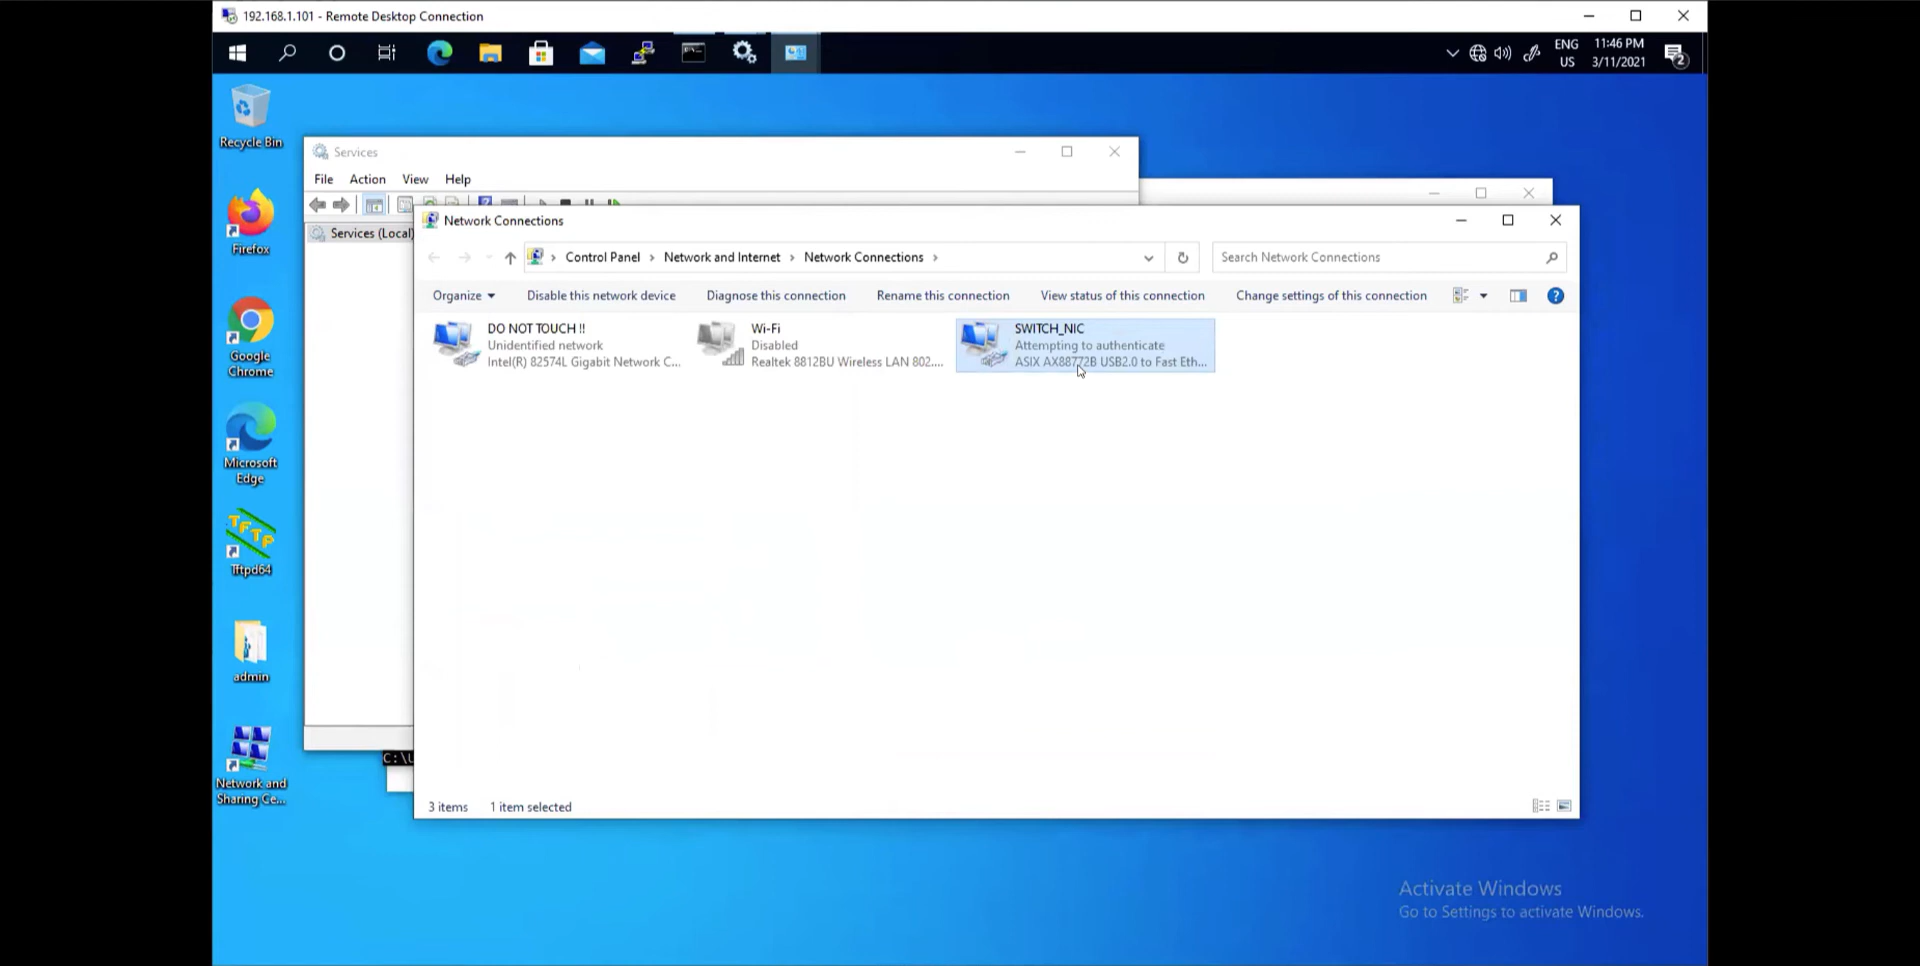 192.168.1.101 - Remote Desktop Connection
ENG
US
11:46 PM
3/11/2021
2
Recycle Bin
Firefox
Google
Chrome
Microsoft
Edge
TFTP
Tftpd64
admin
Network and
Sharing Ce...
Services
File Action View Help
Services (Local)
C:\U
Network Connections
Control Panel > Network and Internet > Network Connections >
Search Network Connections
Organize Disable this network device Diagnose this connection Rename this connection View status of this connection Change settings of this connection
DO NOT TOUCH !!
Unidentified network
Intel(R) 82574L Gigabit Network C...
Wi-Fi
Disabled
Realtek 8812BU Wireless LAN 802....
SWITCH_NIC
Attempting to authenticate
ASIX AX88772B USB2.0 to Fast Eth...
3 items 1 item selected
Activate Windows
Go to Settings to activate Windows.